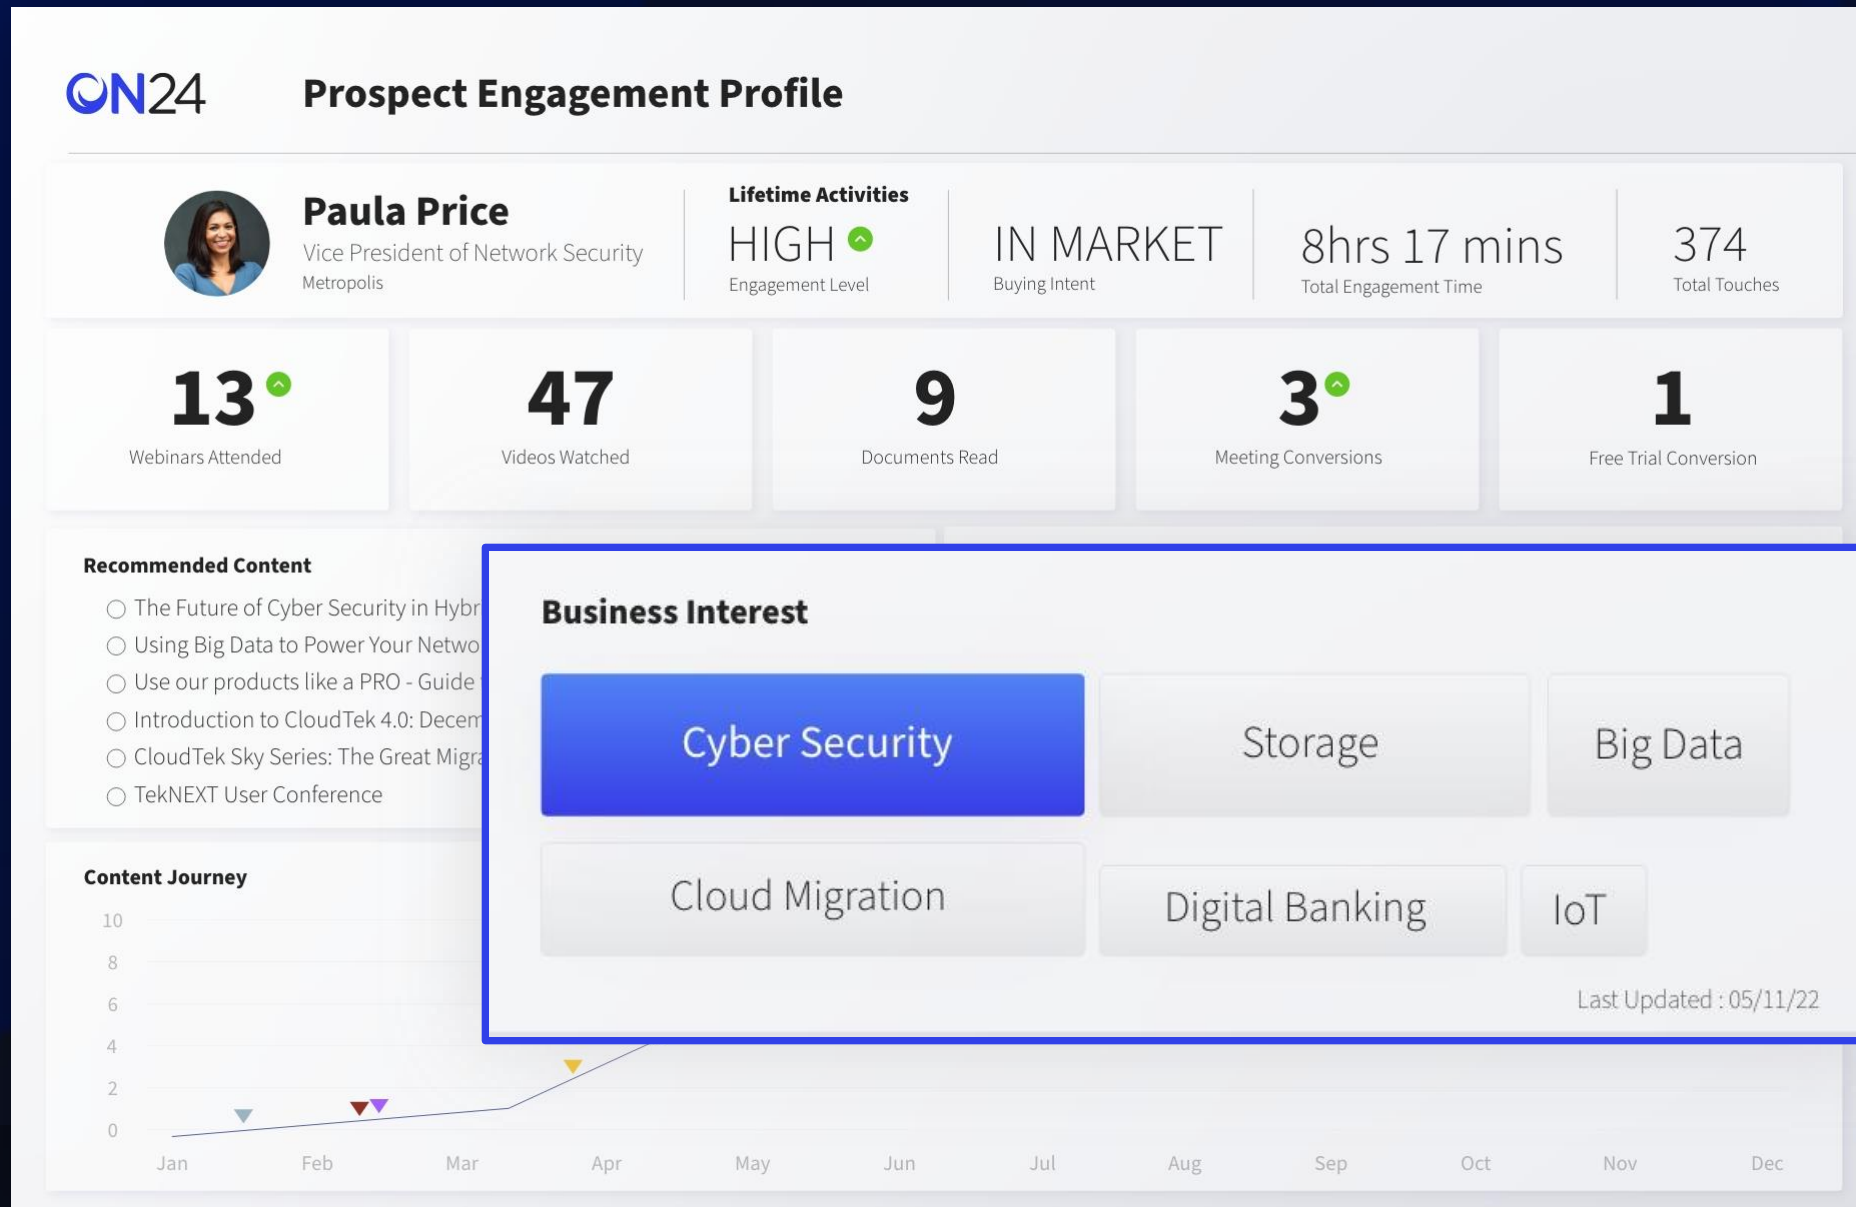 ON24
Prospect Engagement Profile
Paula Price
Vice President of Network Security
Metropolis
Lifetime Activities
HIGH
Engagement Level
IN MARKET
Buying Intent
8hrs 17 mins
Total Engagement Time
374
Total Touches
13
Webinars Attended
47
Videos Watched
9
Documents Read
3
Meeting Conversions
1
Free Trial Conversion
Recommended Content
The Future of Cyber Security in
Using Big Data to Power Your
Use our products like a PRO - Guide
Introduction to CloudTek 4.0:
CloudTek Sky Series: The Great
TekNEXT User Conference
Business Interest
Cyber Security
Storage
Big Data
Cloud Migration
Digital Banking
IoT
Last Updated : 05/11/22
Content Journey
10
8
6
4
2
0
Jan Feb Mar Apr May Jun Jul Aug Sep Oct Nov Dec